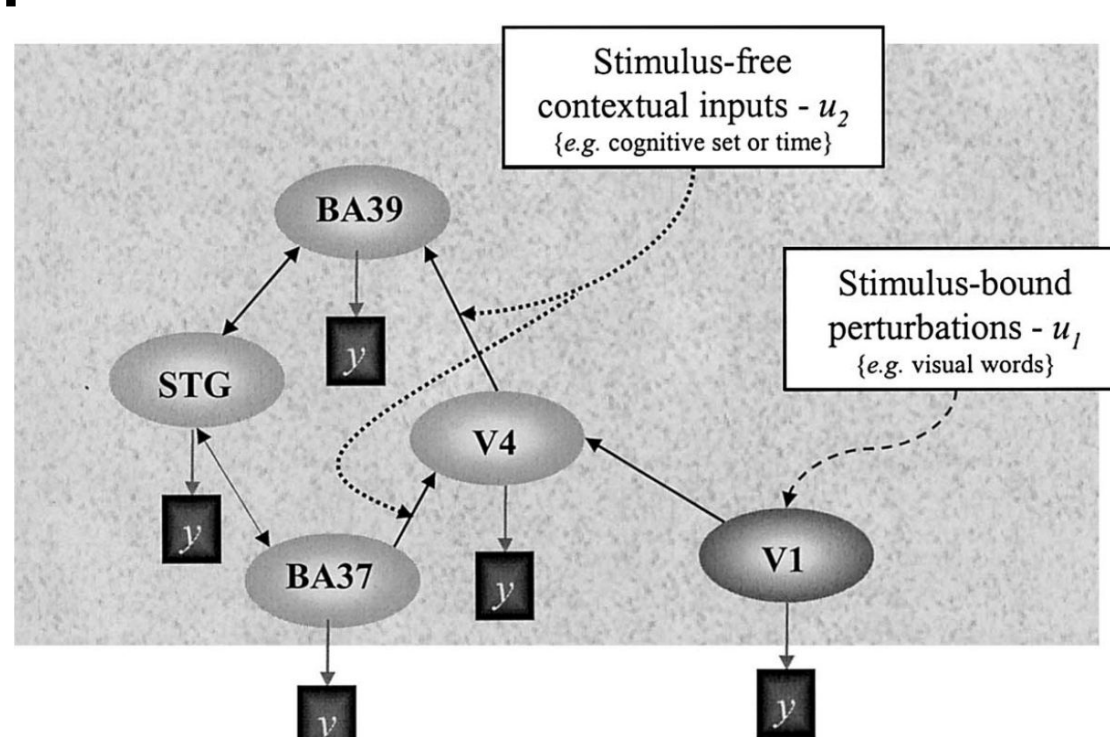 Stimulus-free
contextual inputs - u₂
{e.g. cognitive set or time}
Stimulus-bound
perturbations - u₁
{e.g. visual words}
BA39
y
STG
V4
y
BA37
y
V1
y
y